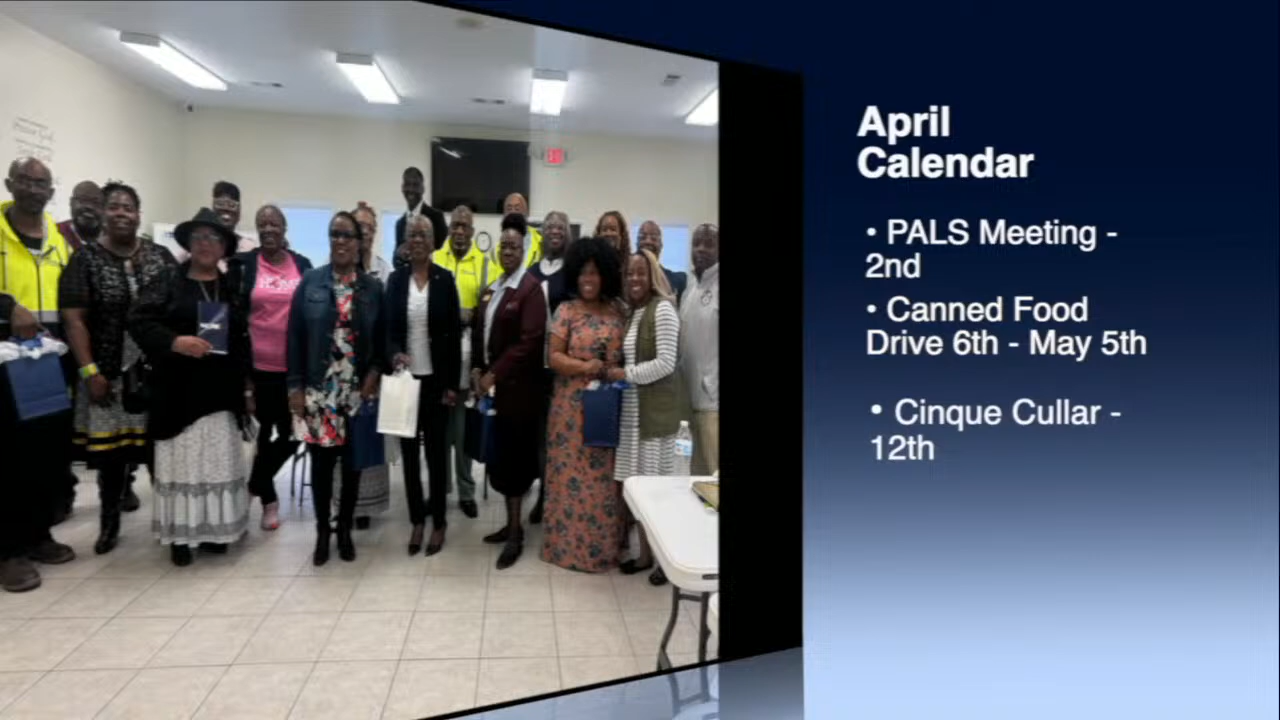 April
Calendar
• PALS Meeting -
2nd
• Canned Food
Drive 6th - May 5th
• Cinque Cullar -
12th